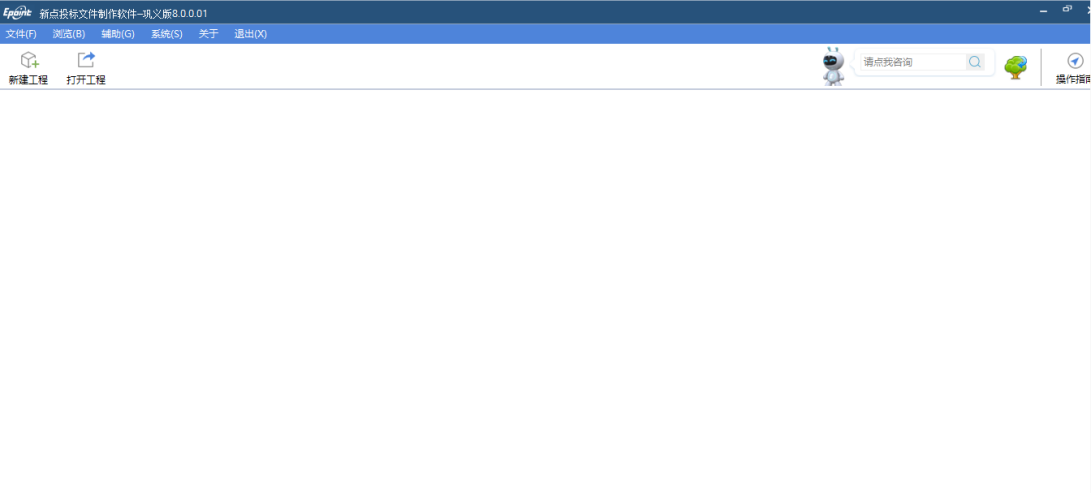 Epoint 新点投标文件制作软件--巩义版8.0.0.01
文件(F) 浏览(B) 辅助(G) 系统(S) 关于 退出(X)
请点我咨询
新建工程 打开工程 操作指南